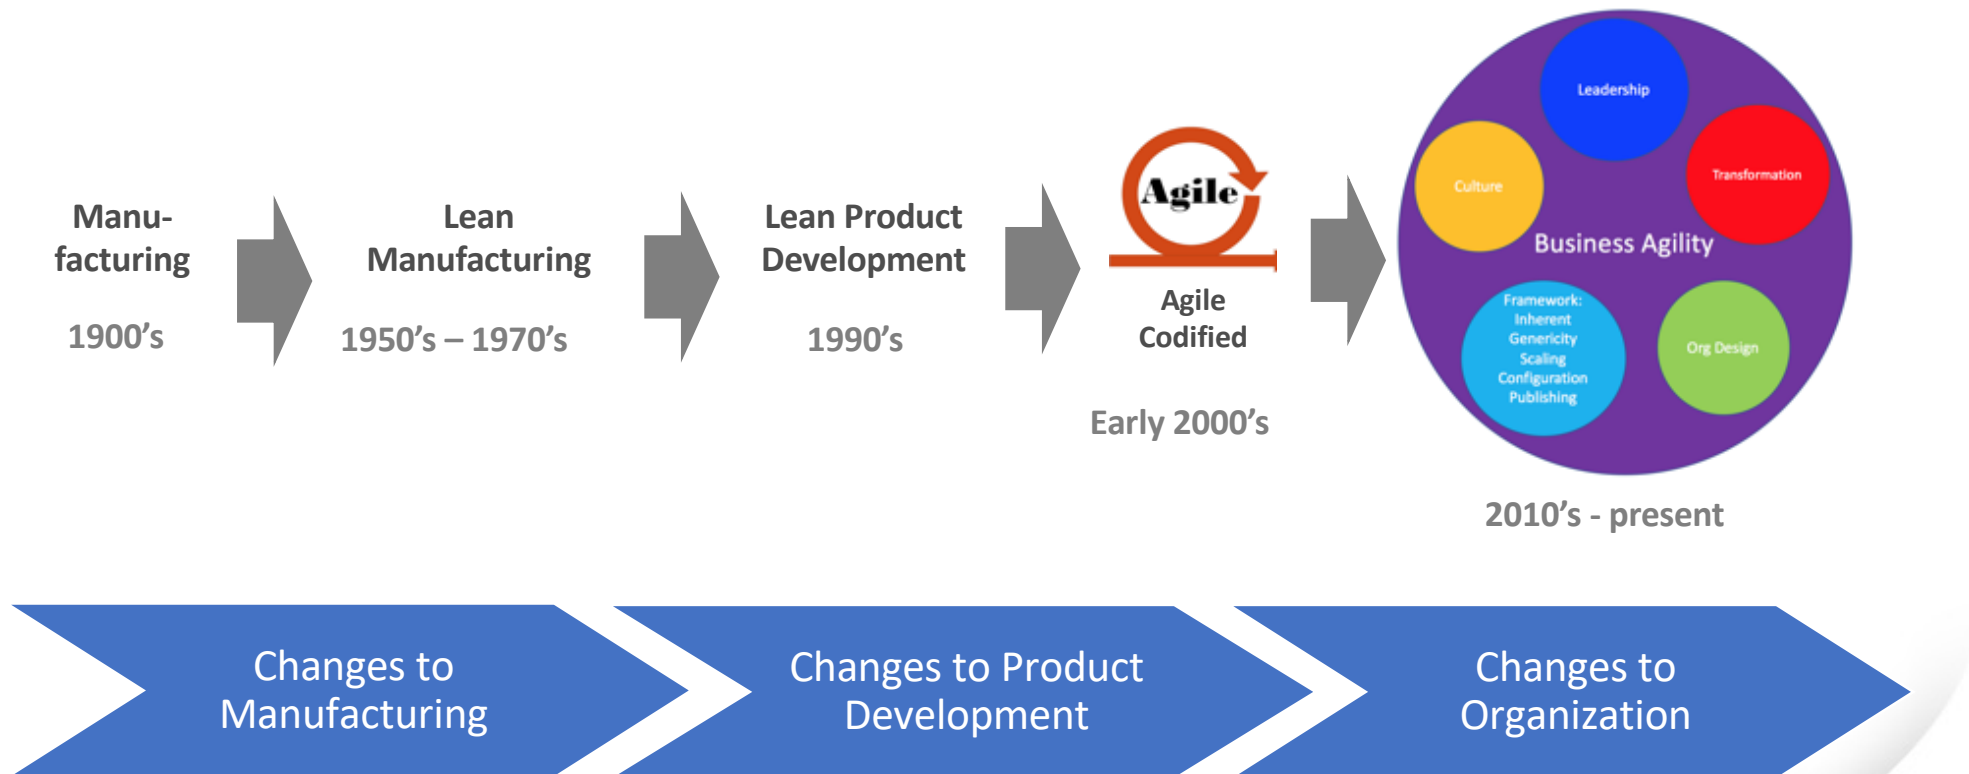 Manu-
facturing
1900's
Lean
Manufacturing
1950's – 1970's
Lean Product
Development
1990's
Agile
Agile
Codified
Early 2000's
Leadership
Culture
Transformation
Business Agility
Framework:
Inherent
Genericity
Scaling
Configuration
Publishing
Org Design
2010's - present
Changes to
Manufacturing
Changes to Product
Development
Changes to
Organization